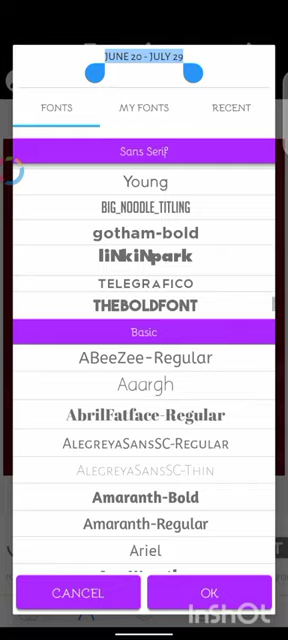 JUNE 20 - JULY 29
FONTS
MY FONTS
RECENT
Sans Serif
Young
BIG_NOODLE_TITLING
gotham-bold
liNkiNpark
TELEGRAFICO
THEBOLDFONT
Basic
ABeeZee-Regular
Aaargh
AbrilFatface-Regular
AlegreyaSansSC-Regular
AlegreyaSansSC-Thin
Amaranth-Bold
Amaranth-Regular
Ariel
CANCEL
OK
InShOt